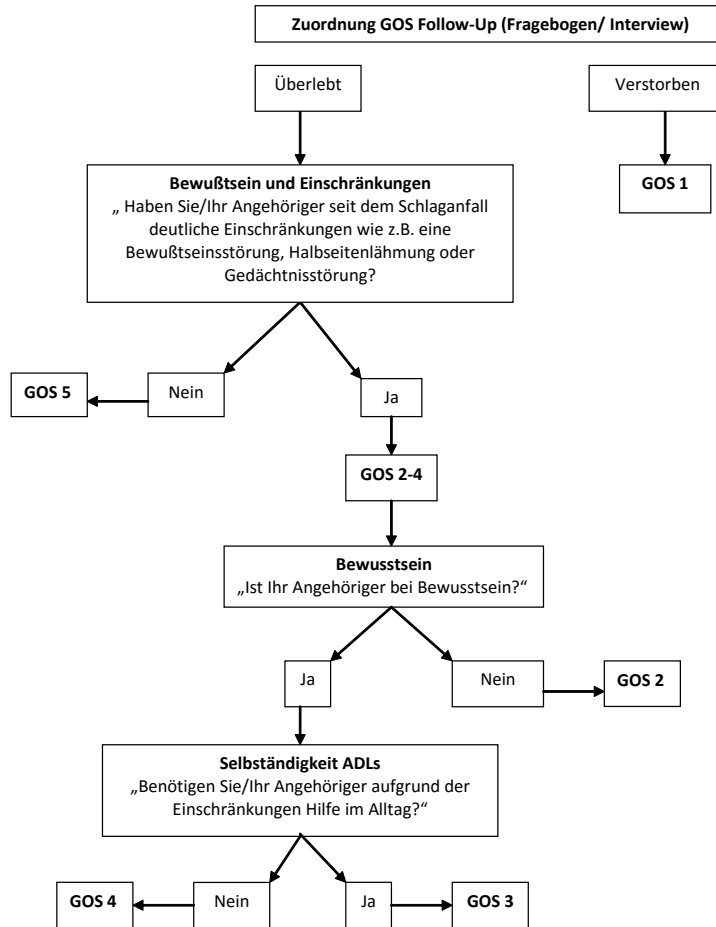 Zuordnung GOS Follow-Up (Fragebogen/ Interview)
Überlebt
Verstorben
Bewußtsein und Einschränkungen
„ Haben Sie/Ihr Angehöriger seit dem Schlaganfall
deutliche Einschränkungen wie z.B. eine
Bewußtseinsstörung, Halbseitenlähmung oder
Gedächtnisstörung?
GOS 1
GOS 5
Nein
Ja
GOS 2-4
Bewusstsein
„Ist Ihr Angehöriger bei Bewusstsein?“
Ja
Nein
GOS 2
Selbständigkeit ADLs
„Benötigen Sie/Ihr Angehöriger aufgrund der
Einschränkungen Hilfe im Alltag?“
GOS 4
Nein
Ja
GOS 3